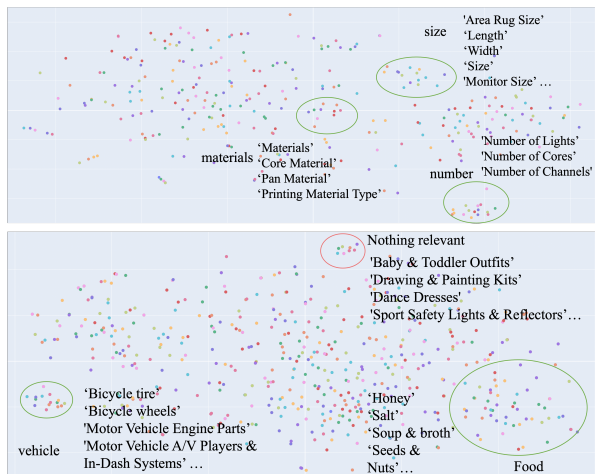 size
'Area Rug Size'
‘Length’
‘Width’
‘Size’
‘Monitor Size’ …
materials
‘Materials’
‘Core Material’
‘Pan Material’
‘Printing Material Type’
number
'Number of Lights’
‘Number of Cores’
'Number of Channels'
Nothing relevant
'Baby & Toddler Outfits’
'Drawing & Painting Kits’
'Dance Dresses'
'Sport Safety Lights & Reflectors’…
vehicle
‘Bicycle tire’
‘Bicycle wheels’
'Motor Vehicle Engine Parts’
'Motor Vehicle A/V Players &
In-Dash Systems’ …
‘Honey’
‘Salt’
‘Soup & broth’
‘Seeds &
Nuts’…
Food